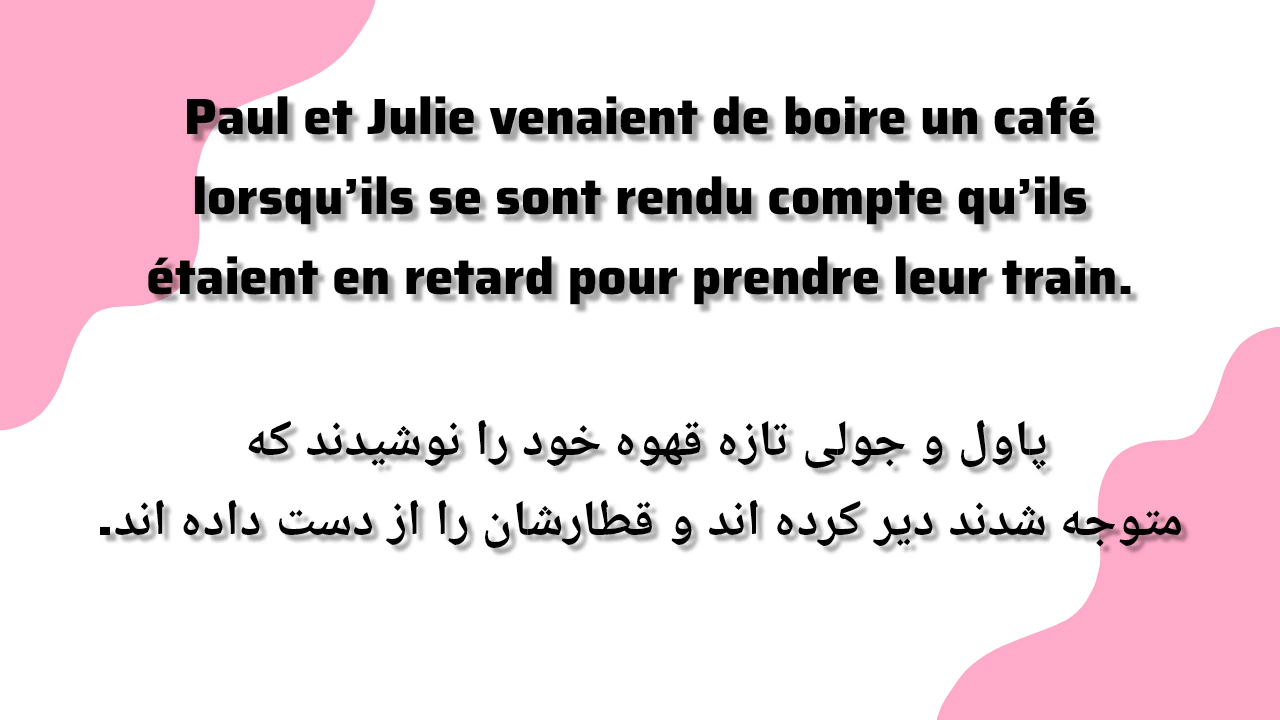 Paul et Julie venaient de boire un café
lorsqu’ils se sont rendu compte qu’ils
étaient en retard pour prendre leur train.
پاول و جولی تازه قهوه خود را نوشیدند که
متوجه شدند دیر کرده اند و قطارشان را از دست داده اند.